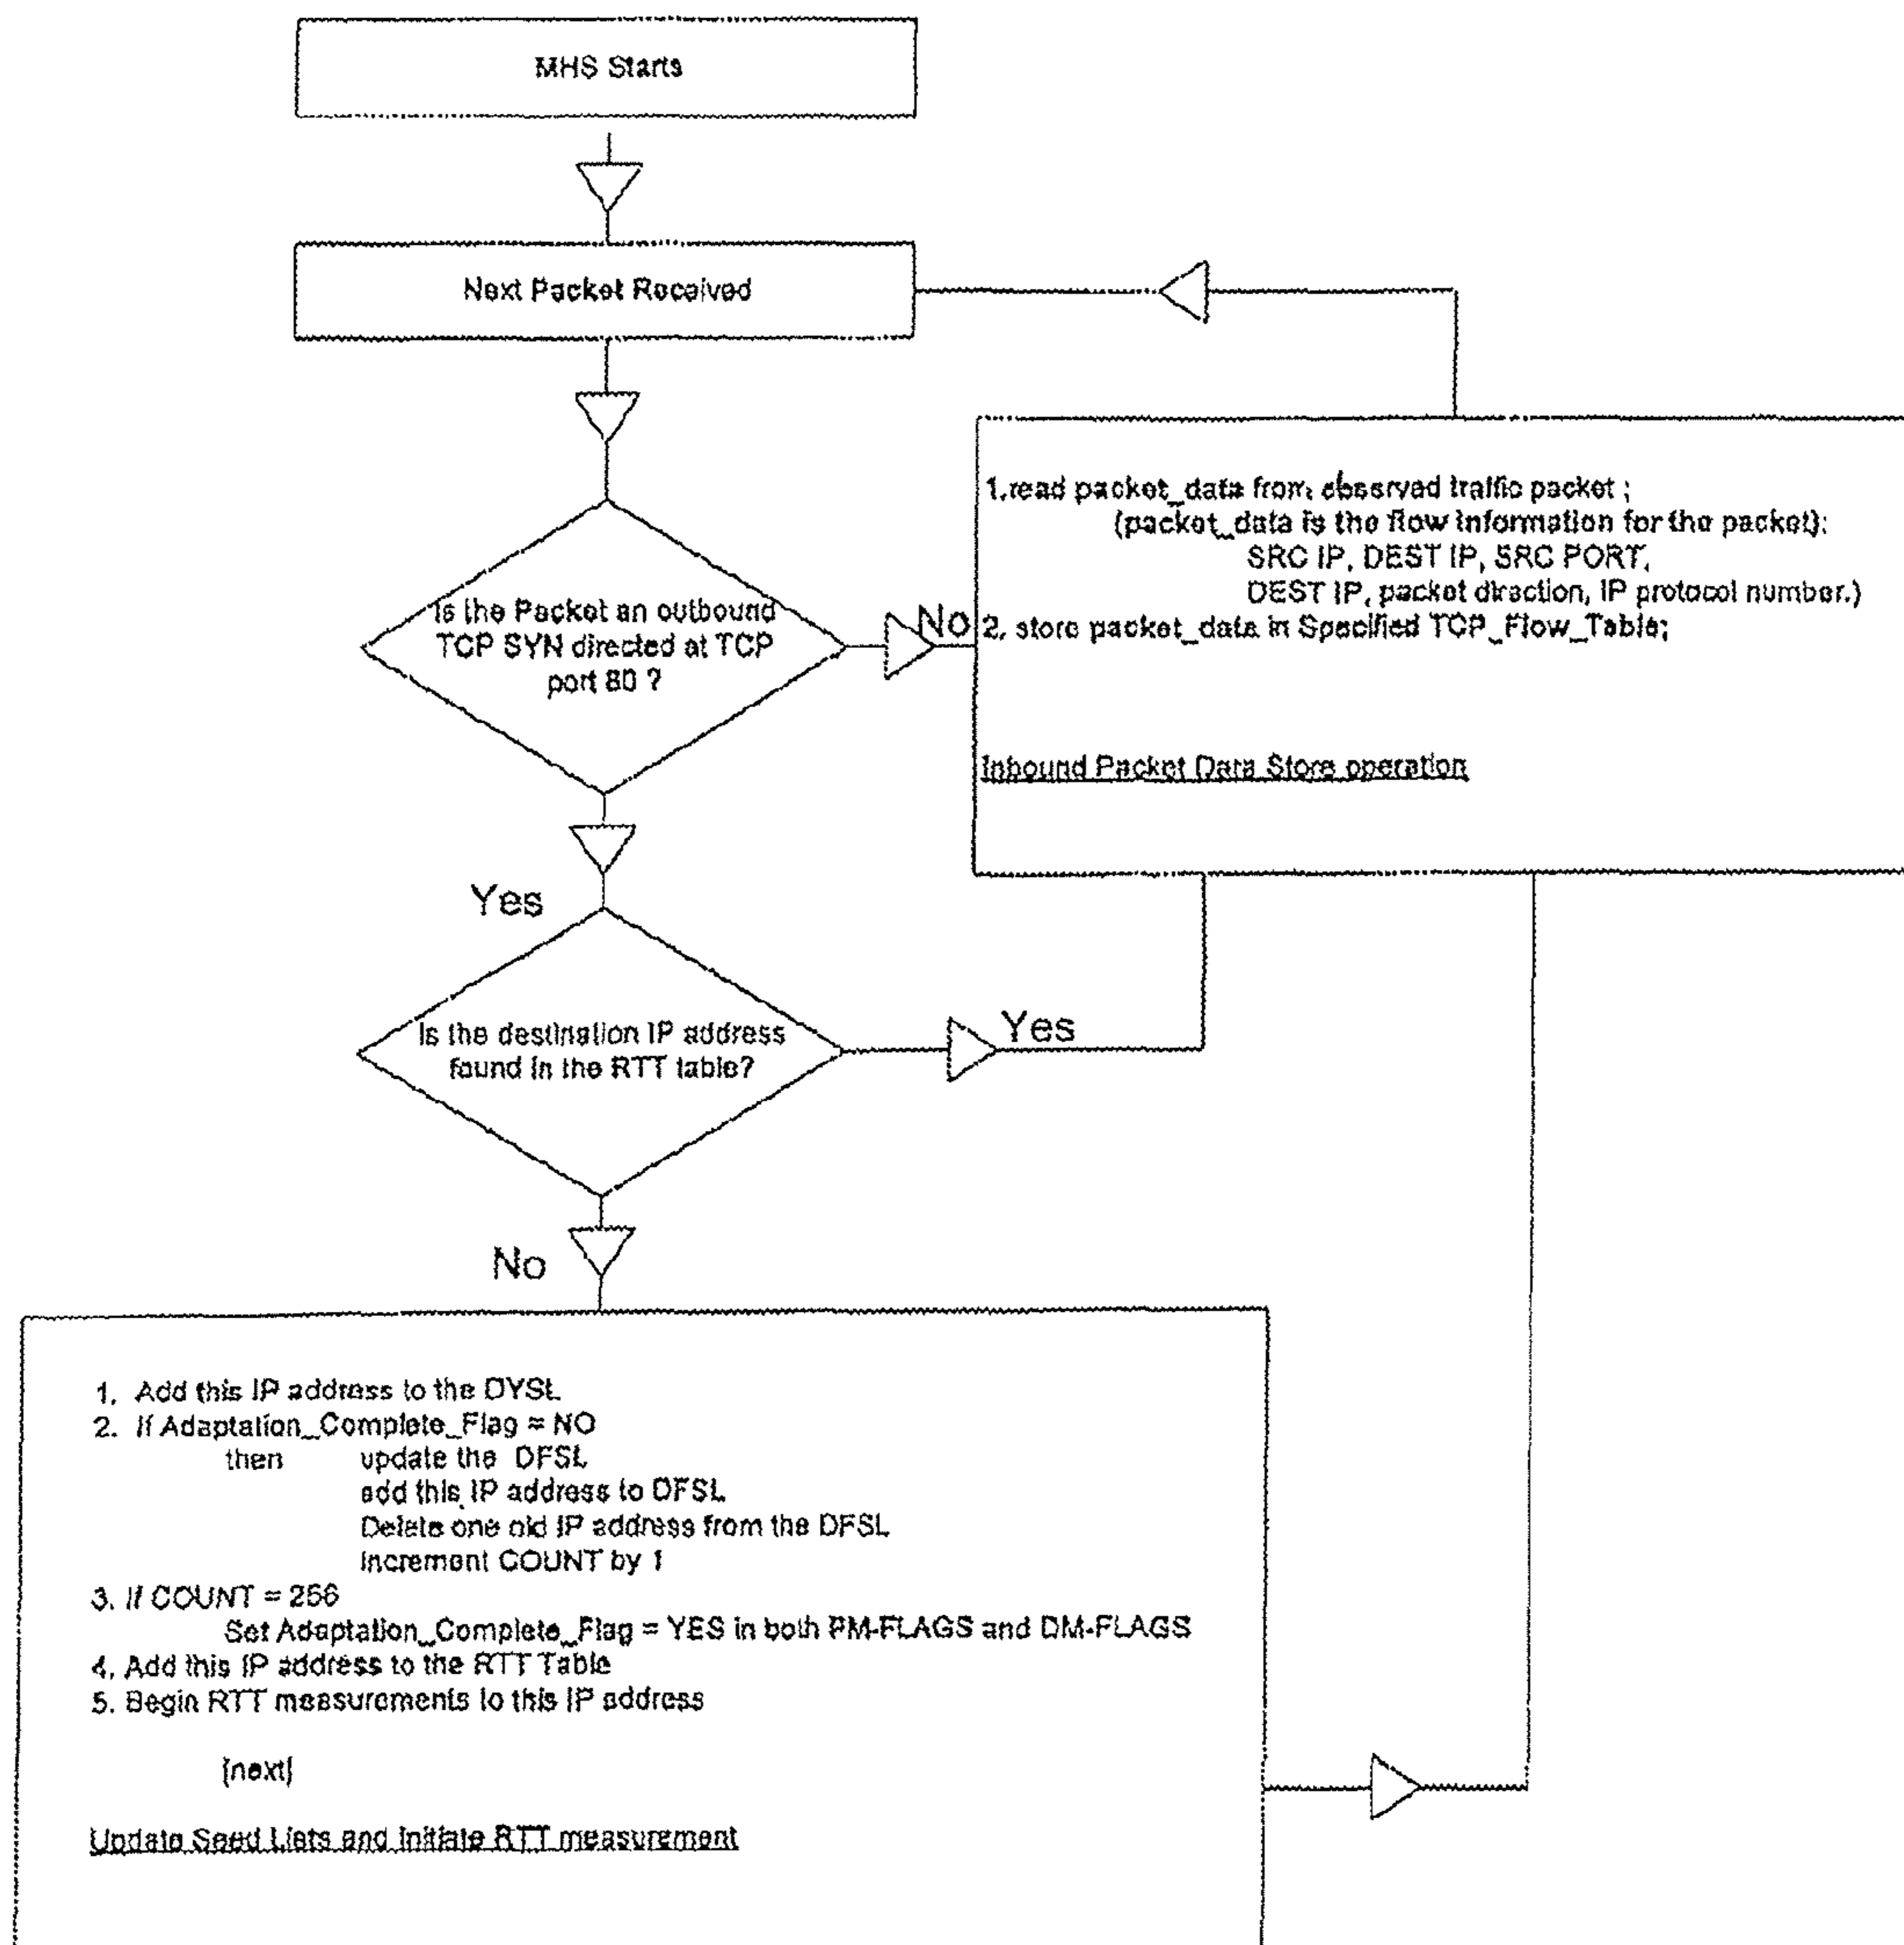 MHS Starts
Next Packet Received
Is the Packet an outbound
TCP SYN directed at TCP
port 80 ?
No
1.read packet_data from observed traffic packet ;
(packet_data is the flow information for the packet):
SRC IP, DEST IP, SRC PORT,
DEST IP, packet direction, IP protocol number.)
2. store packet_data in Specified TCP_Flow_Table;
Inbound Packet Data Store operation
Yes
Is the destination IP address
found in the RTT table?
Yes
No
1. Add this IP address to the DYSL
2. If Adaptation_Complete_Flag = NO
then update the DFSL
add this IP address to DFSL
Delete one old IP address from the DFSL
Increment COUNT by 1
3. If COUNT = 256
Set Adaptation_Complete_Flag = YES in both PM-FLAGS and DM-FLAGS
4. Add this IP address to the RTT Table
5. Begin RTT measurements to this IP address
{next}
Update Seed Lists and Initiate RTT measurement